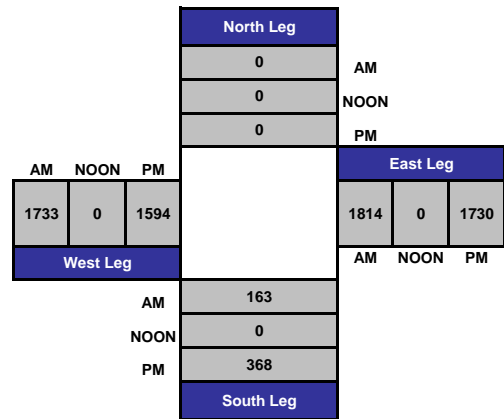 North Leg
0 AM
0 NOON
0 PM
AM NOON PM East Leg
1733 0 1594 1814 0 1730
West Leg AM NOON PM
AM 163
NOON 0
PM 368
South Leg